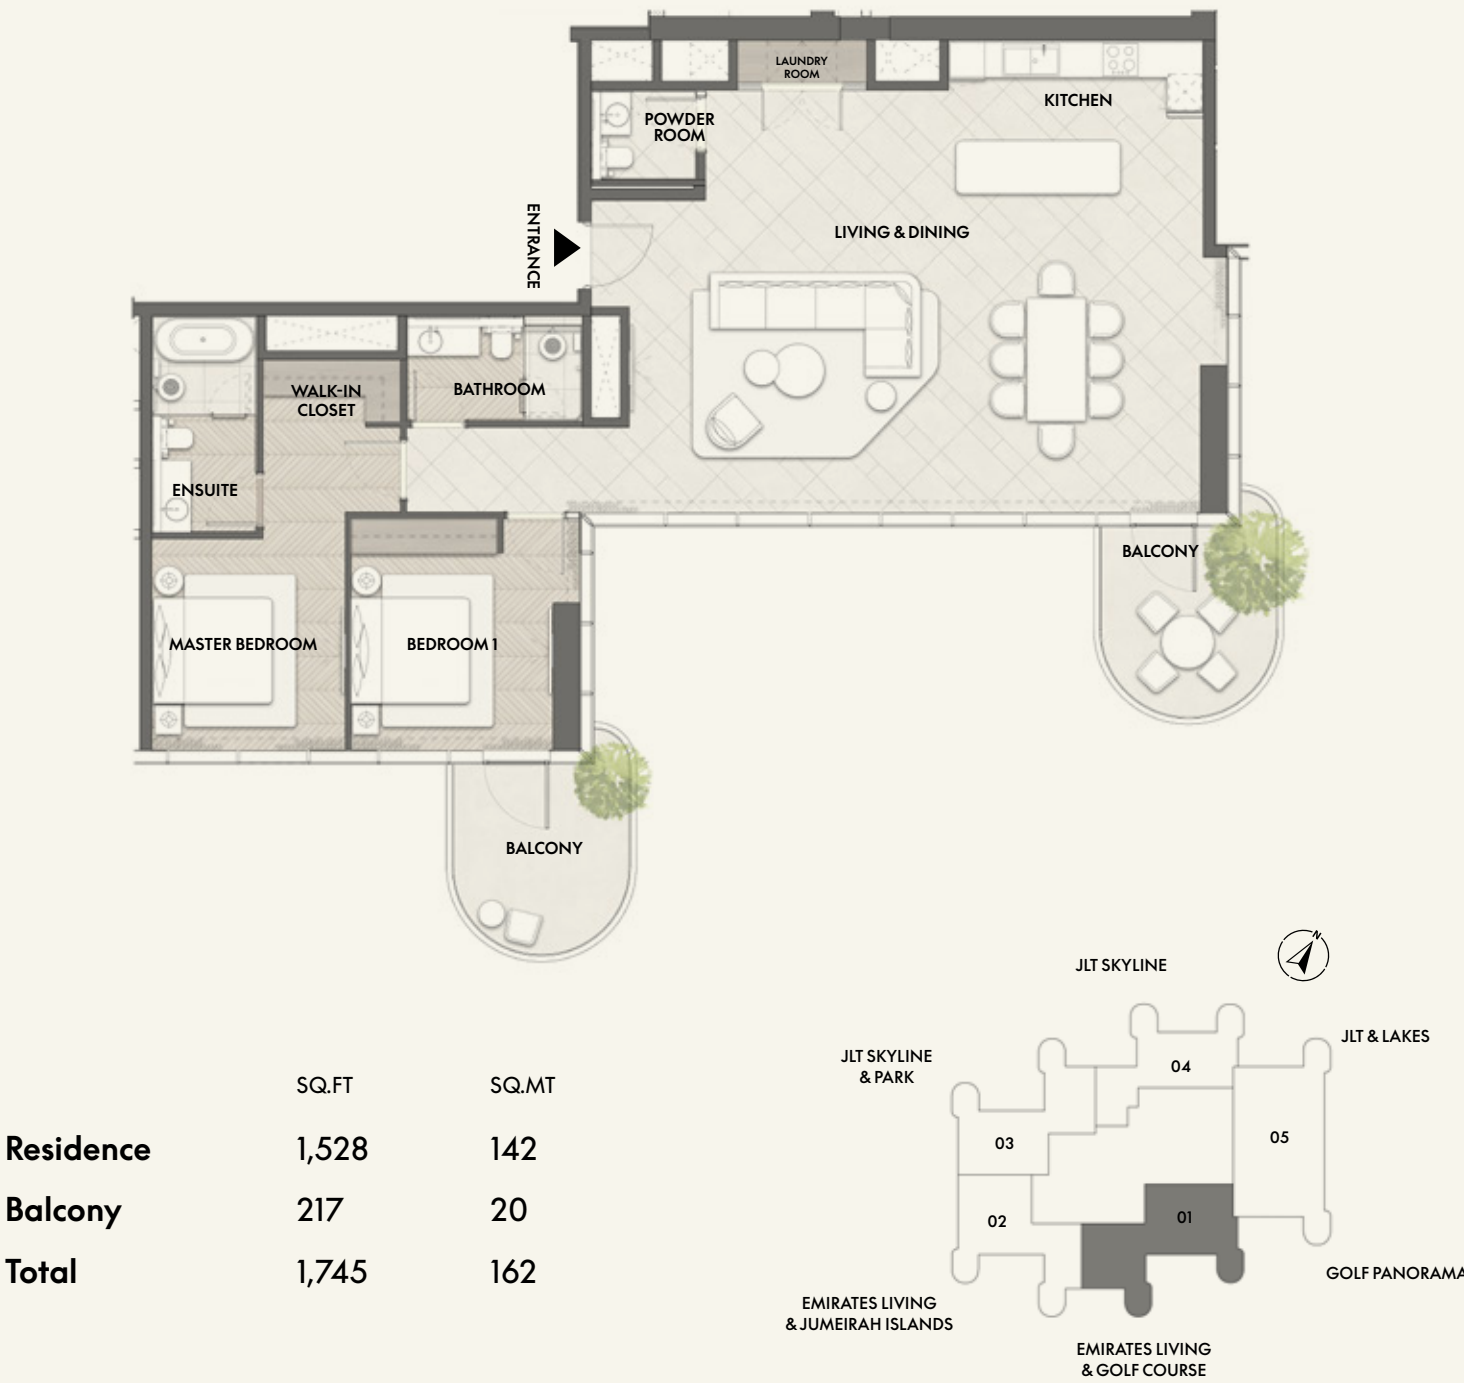 LAUNDRY
ROOM
KITCHEN
POWDER
ROOM
ENTRANCE
LIVING & DINING
WALK-IN
CLOSET
BATHROOM
ENSUITE
BALCONY
MASTER BEDROOM
BEDROOM 1
BALCONY
N
JLT SKYLINE
JLT & LAKES
JLT SKYLINE
& PARK
04
03
05
02
01
GOLF PANORAMA
EMIRATES LIVING
& JUMEIRAH ISLANDS
EMIRATES LIVING
& GOLF COURSE
SQ.FT SQ.MT
Residence 1,528 142
Balcony 217 20
Total 1,745 162